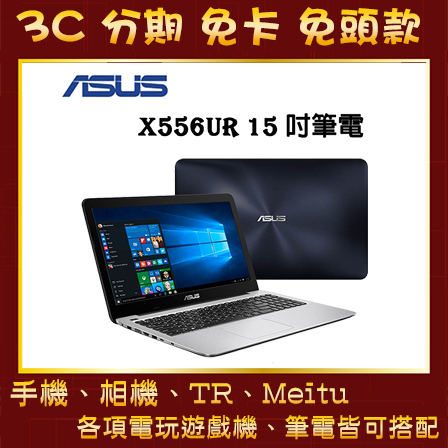 3C 分期 免卡 免頭款
ASUS
X556UR 15 吋筆電
ASUS
ASUS
手機、相機、TR、Meitu
各項電玩遊戲機、筆電皆可搭配